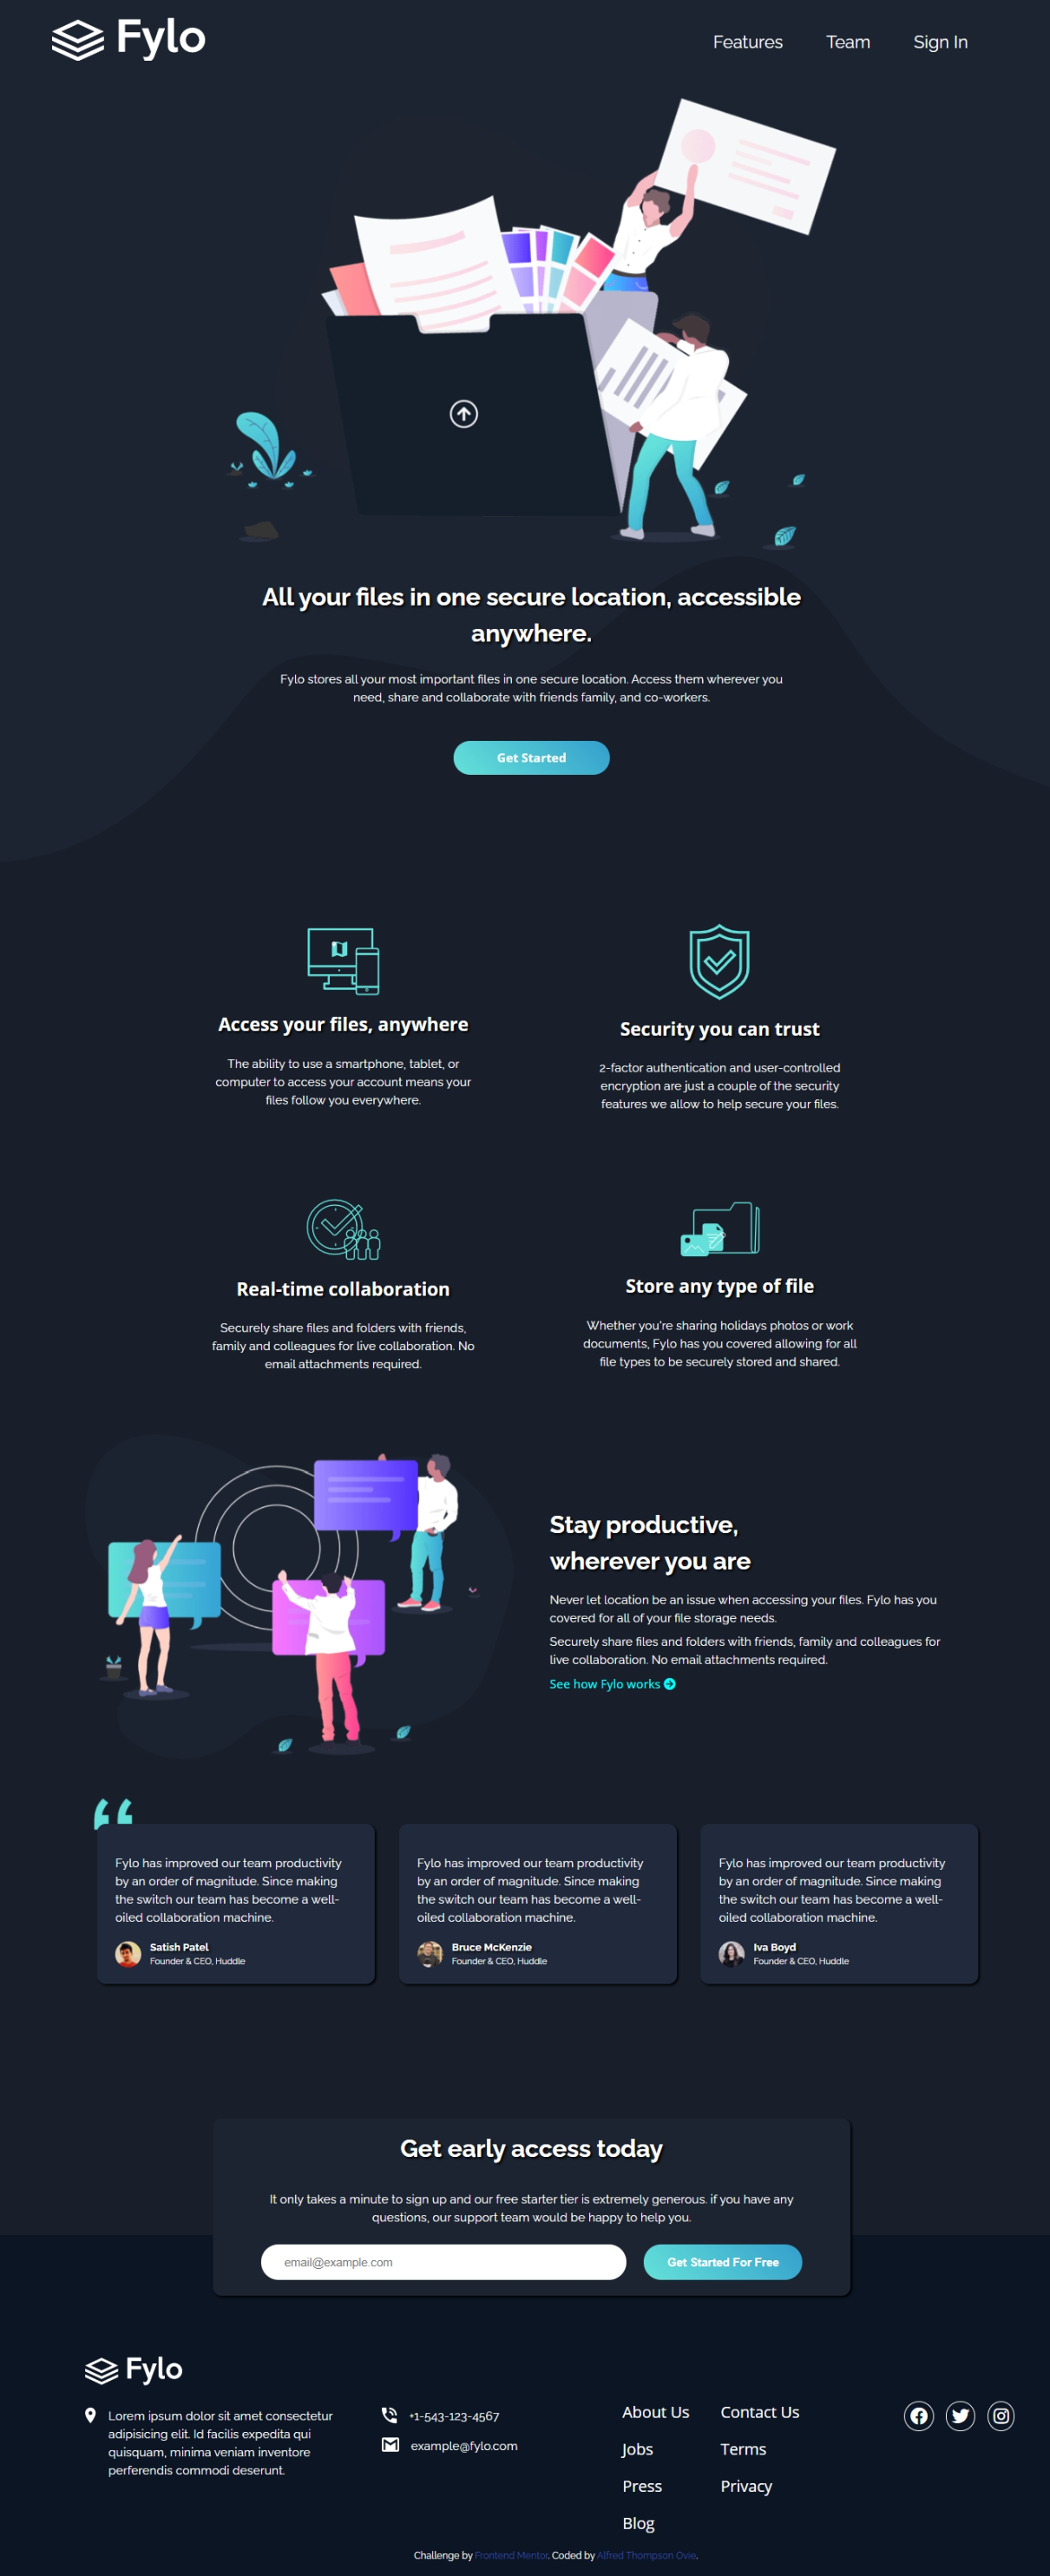 Fylo
Features Team Sign In
All your files in one secure location, accessible
anywhere.
Fylo stores all your most important files in one secure location. Access them wherever you
need, share and collaborate with friends family, and co-workers.
Get Started
Access your files, anywhere
The ability to use a smartphone, tablet, or
computer to access your account means your
files follow you everywhere.
Security you can trust
2-factor authentication and user-controlled
encryption are just a couple of the security
features we allow to help secure your files.
Real-time collaboration
Securely share files and folders with friends,
family and colleagues for live collaboration. No
email attachments required.
Store any type of file
Whether you're sharing holidays photos or work
documents, Fylo has you covered allowing for all
file types to be securely stored and shared.
Stay productive,
wherever you are
Never let location be an issue when accessing your files. Fylo has you
covered for all of your file storage needs.
Securely share files and folders with friends, family and colleagues for
live collaboration. No email attachments required.
See how Fylo works
“
Fylo has improved our team productivity
by an order of magnitude. Since making
the switch our team has become a well-
oiled collaboration machine.
Satish Patel
Founder & CEO, Huddle
Fylo has improved our team productivity
by an order of magnitude. Since making
the switch our team has become a well-
oiled collaboration machine.
Bruce McKenzie
Founder & CEO, Huddle
Fylo has improved our team productivity
by an order of magnitude. Since making
the switch our team has become a well-
oiled collaboration machine.
Iva Boyd
Founder & CEO, Huddle
Get early access today
It only takes a minute to sign up and our free starter tier is extremely generous. if you have any
questions, our support team would be happy to help you.
email@example.com
Get Started For Free
Fylo
Lorem ipsum dolor sit amet consectetur
adipisicing elit. Id facilis expedita qui
quisquam, minima veniam inventore
perferendis commodi deserunt.
+1-543-123-4567
example@fylo.com
About Us
Jobs
Press
Blog
Contact Us
Terms
Privacy
Challenge by Frontend Mentor. Coded by Alfred Thompson Ovie.